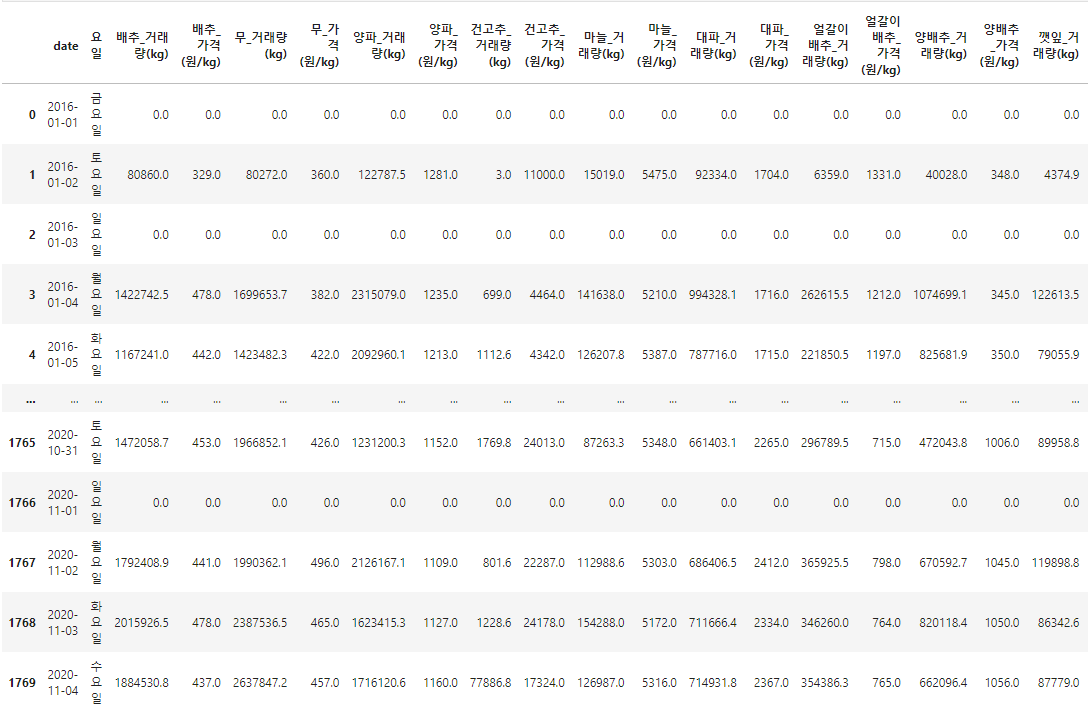 date 요일 배추_거래량(kg) 배추_가격(원/kg) 무_거래량(kg) 무_가격(원/kg) 양파_거래량(kg) 양파_가격(원/kg) 건고추_거래량(kg) 건고추_가격(원/kg) 마늘_거래량(kg) 마늘_가격(원/kg) 대파_거래량(kg) 대파_가격(원/kg) 얼갈이배추_거래량(kg) 얼갈이배추_가격(원/kg) 양배추_거래량(kg) 양배추_가격(원/kg) 깻잎_거래량(kg)
0 2016-01-01 금요일 0.0 0.0 0.0 0.0 0.0 0.0 0.0 0.0 0.0 0.0 0.0 0.0 0.0 0.0 0.0 0.0 0.0
1 2016-01-02 토요일 80860.0 329.0 80272.0 360.0 122787.5 1281.0 3.0 11000.0 15019.0 5475.0 92334.0 1704.0 6359.0 1331.0 40028.0 348.0 4374.9
2 2016-01-03 일요일 0.0 0.0 0.0 0.0 0.0 0.0 0.0 0.0 0.0 0.0 0.0 0.0 0.0 0.0 0.0 0.0 0.0
3 2016-01-04 월요일 1422742.5 478.0 1699653.7 382.0 2315079.0 1235.0 699.0 4464.0 141638.0 5210.0 994328.1 1716.0 262615.5 1212.0 1074699.1 345.0 122613.5
4 2016-01-05 화요일 1167241.0 442.0 1423482.3 422.0 2092960.1 1213.0 1112.6 4342.0 126207.8 5387.0 787716.0 1715.0 221850.5 1197.0 825681.9 350.0 79055.9
... ... ... ... ... ... ... ... ... ... ... ... ... ... ... ... ... ... ... ...
1765 2020-10-31 토요일 1472058.7 453.0 1966852.1 426.0 1231200.3 1152.0 1769.8 24013.0 87263.3 5348.0 661403.1 2265.0 296789.5 715.0 472043.8 1006.0 89958.8
1766 2020-11-01 일요일 0.0 0.0 0.0 0.0 0.0 0.0 0.0 0.0 0.0 0.0 0.0 0.0 0.0 0.0 0.0 0.0 0.0
1767 2020-11-02 월요일 1792408.9 441.0 1990362.1 496.0 2126167.1 1109.0 801.6 22287.0 112988.6 5303.0 686406.5 2412.0 365925.5 798.0 670592.7 1045.0 119898.8
1768 2020-11-03 화요일 2015926.5 478.0 2387536.5 465.0 1623415.3 1127.0 1228.6 24178.0 154288.0 5172.0 711666.4 2334.0 346260.0 764.0 820118.4 1050.0 86342.6
1769 2020-11-04 수요일 1884530.8 437.0 2637847.2 457.0 1716120.6 1160.0 77886.8 17324.0 126987.0 5316.0 714931.8 2367.0 354386.3 765.0 662096.4 1056.0 87779.0